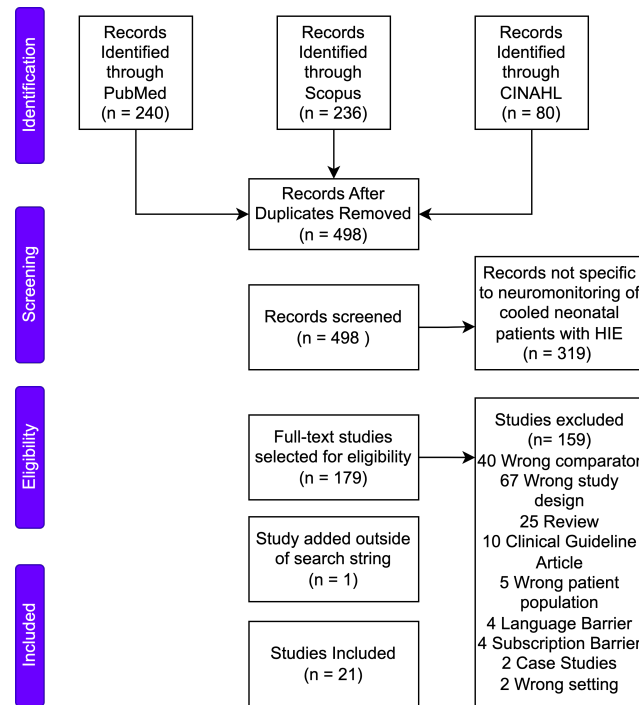 Identification
Records
Identified
through
PubMed
(n = 240)
Records
Identified
through
Scopus
(n = 236)
Records
Identified
through
CINAHL
(n = 80)
Records After
Duplicates Removed
(n = 498)
Screening
Records screened
(n = 498 )
Records not specific
to neuromonitoring of
cooled neonatal
patients with HIE
(n = 319)
Eligibility
Full-text studies
selected for eligibility
(n = 179)
Studies excluded
(n= 159)
40 Wrong comparator
67 Wrong study
design
25 Review
10 Clinical Guideline
Article
5 Wrong patient
population
4 Language Barrier
4 Subscription Barrier
2 Case Studies
2 Wrong setting
Study added outside
of search string
(n = 1)
Included
Studies Included
(n = 21)